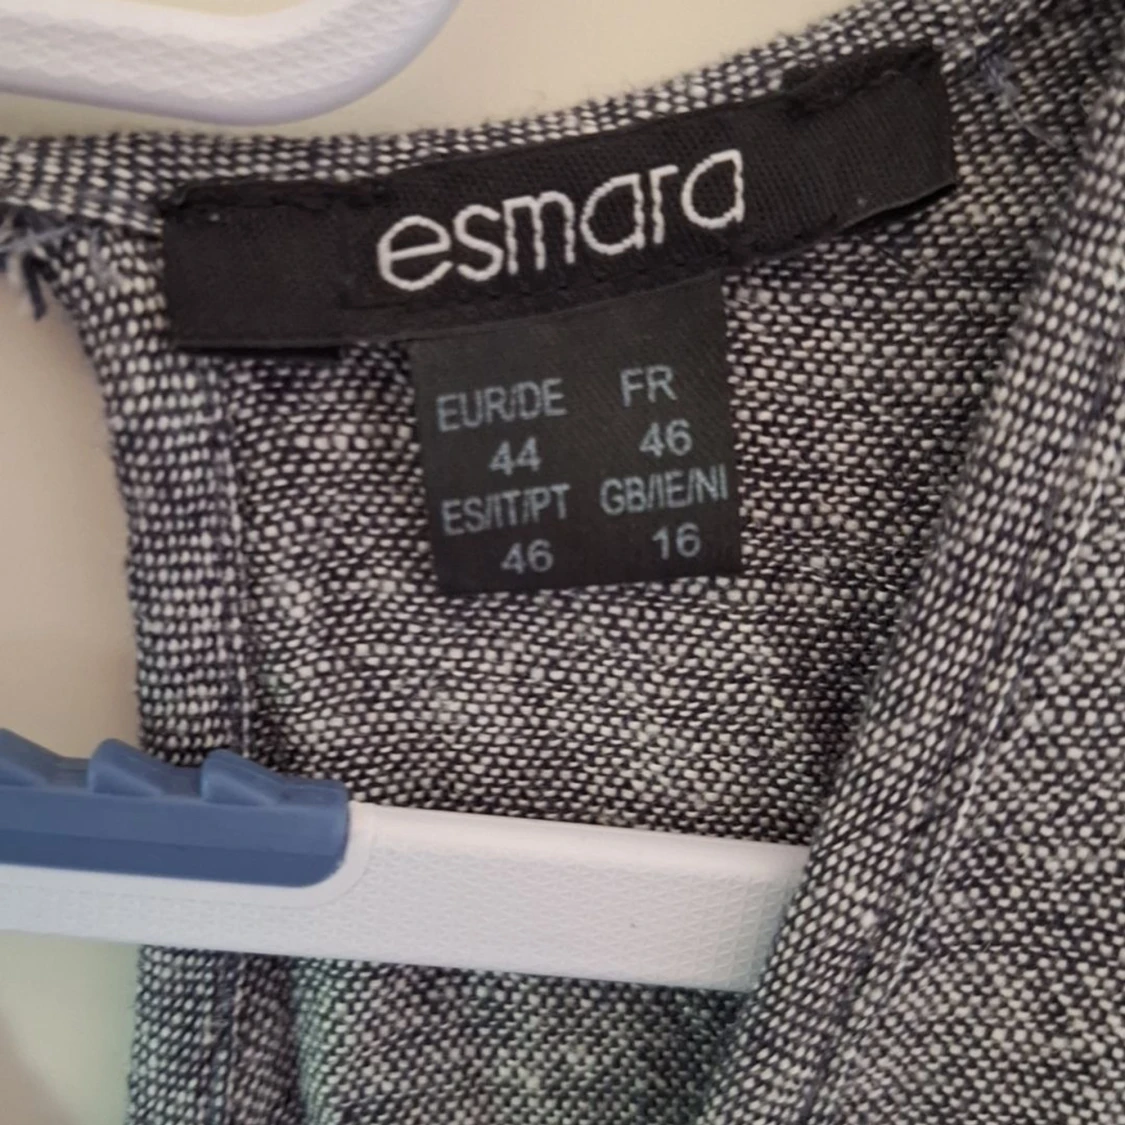 esmara
EUR/DE FR
44 46
ES/IT/PT GB/IE/NI
46 16